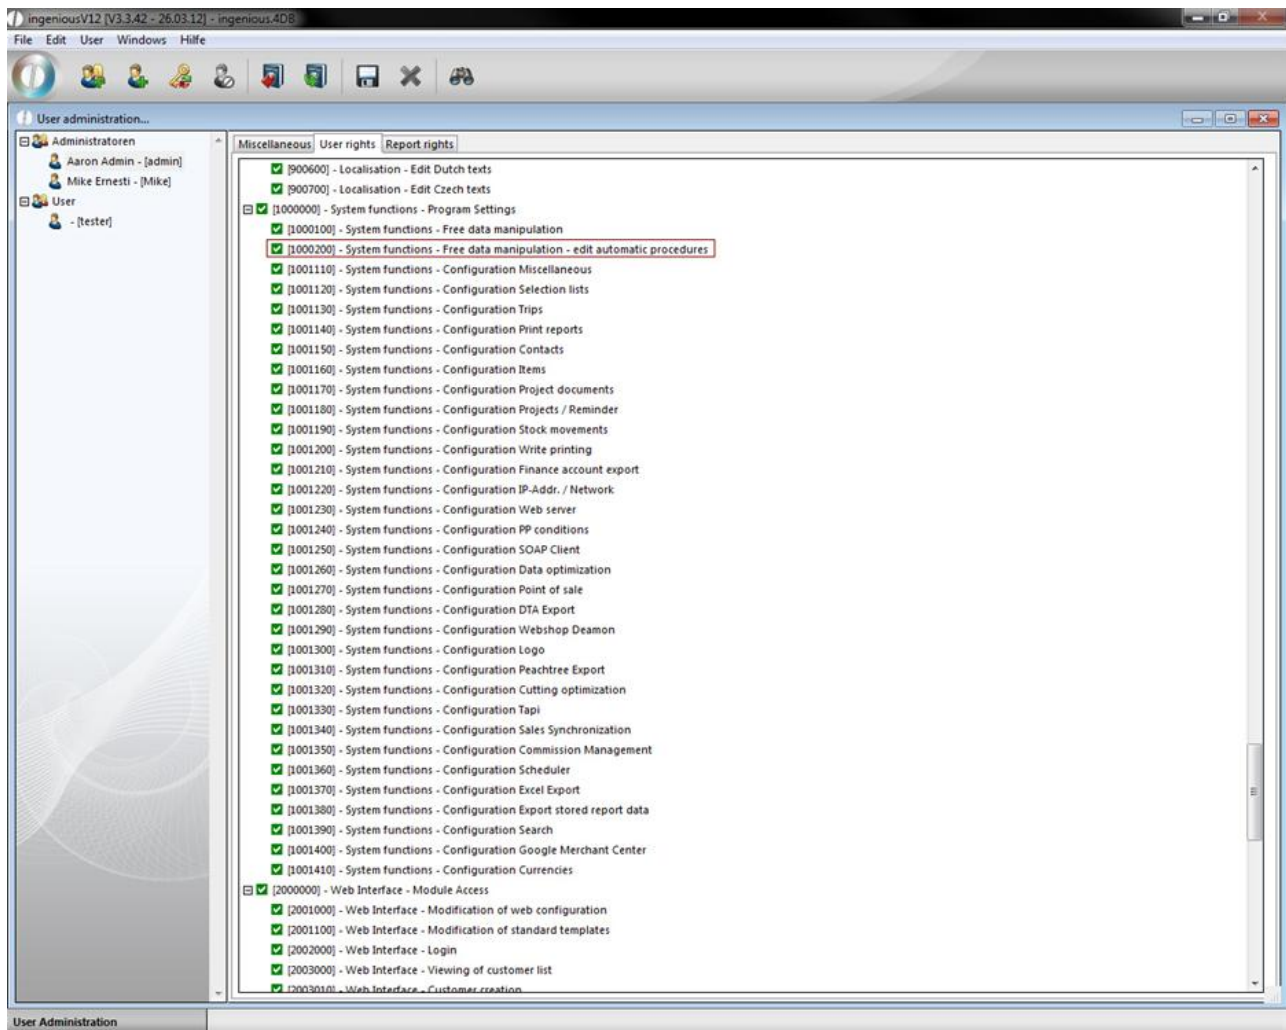 ingeniousV12 [V3.3.42 - 26.03.12] - ingenious.4DB
File Edit User Windows Hilfe
User administration...
Administratoren
Aaron Admin - [admin]
Mike Ernesti - [Mike]
User
- [tester]
Miscellaneous User rights Report rights
[900600] - Localisation - Edit Dutch texts
[900700] - Localisation - Edit Czech texts
[1000000] - System functions - Program Settings
[1000100] - System functions - Free data manipulation
[1000200] - System functions - Free data manipulation - edit automatic procedures
[1001110] - System functions - Configuration Miscellaneous
[1001120] - System functions - Configuration Selection lists
[1001130] - System functions - Configuration Trips
[1001140] - System functions - Configuration Print reports
[1001150] - System functions - Configuration Contacts
[1001160] - System functions - Configuration Items
[1001170] - System functions - Configuration Project documents
[1001180] - System functions - Configuration Projects / Reminder
[1001190] - System functions - Configuration Stock movements
[1001200] - System functions - Configuration Write printing
[1001210] - System functions - Configuration Finance account export
[1001220] - System functions - Configuration IP-Addr. / Network
[1001230] - System functions - Configuration Web server
[1001240] - System functions - Configuration PP conditions
[1001250] - System functions - Configuration SOAP Client
[1001260] - System functions - Configuration Data optimization
[1001270] - System functions - Configuration Point of sale
[1001280] - System functions - Configuration DTA Export
[1001290] - System functions - Configuration Webshop Deamon
[1001300] - System functions - Configuration Logo
[1001310] - System functions - Configuration Peachtree Export
[1001320] - System functions - Configuration Cutting optimization
[1001330] - System functions - Configuration Tapi
[1001340] - System functions - Configuration Sales Synchronization
[1001350] - System functions - Configuration Commission Management
[1001360] - System functions - Configuration Scheduler
[1001370] - System functions - Configuration Excel Export
[1001380] - System functions - Configuration Export stored report data
[1001390] - System functions - Configuration Search
[1001400] - System functions - Configuration Google Merchant Center
[1001410] - System functions - Configuration Currencies
[2000000] - Web Interface - Module Access
[2001000] - Web Interface - Modification of web configuration
[2001100] - Web Interface - Modification of standard templates
[2002000] - Web Interface - Login
[2003000] - Web Interface - Viewing of customer list
[2003010] - Web Interface - Customer creation
User Administration